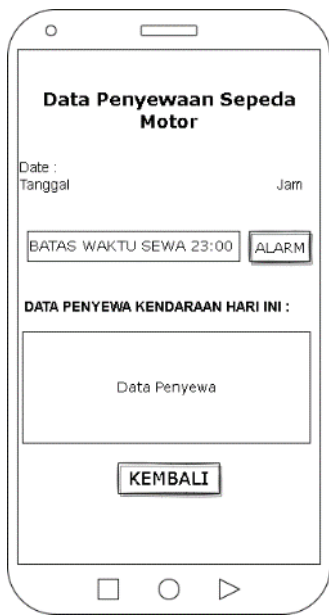 Data Penyewaan Sepeda
Motor
Date :
Tanggal Jam
BATAS WAKTU SEWA 23:00 ALARM
DATA PENYEWA KENDARAAN HARI INI :
Data Penyewa
KEMBALI